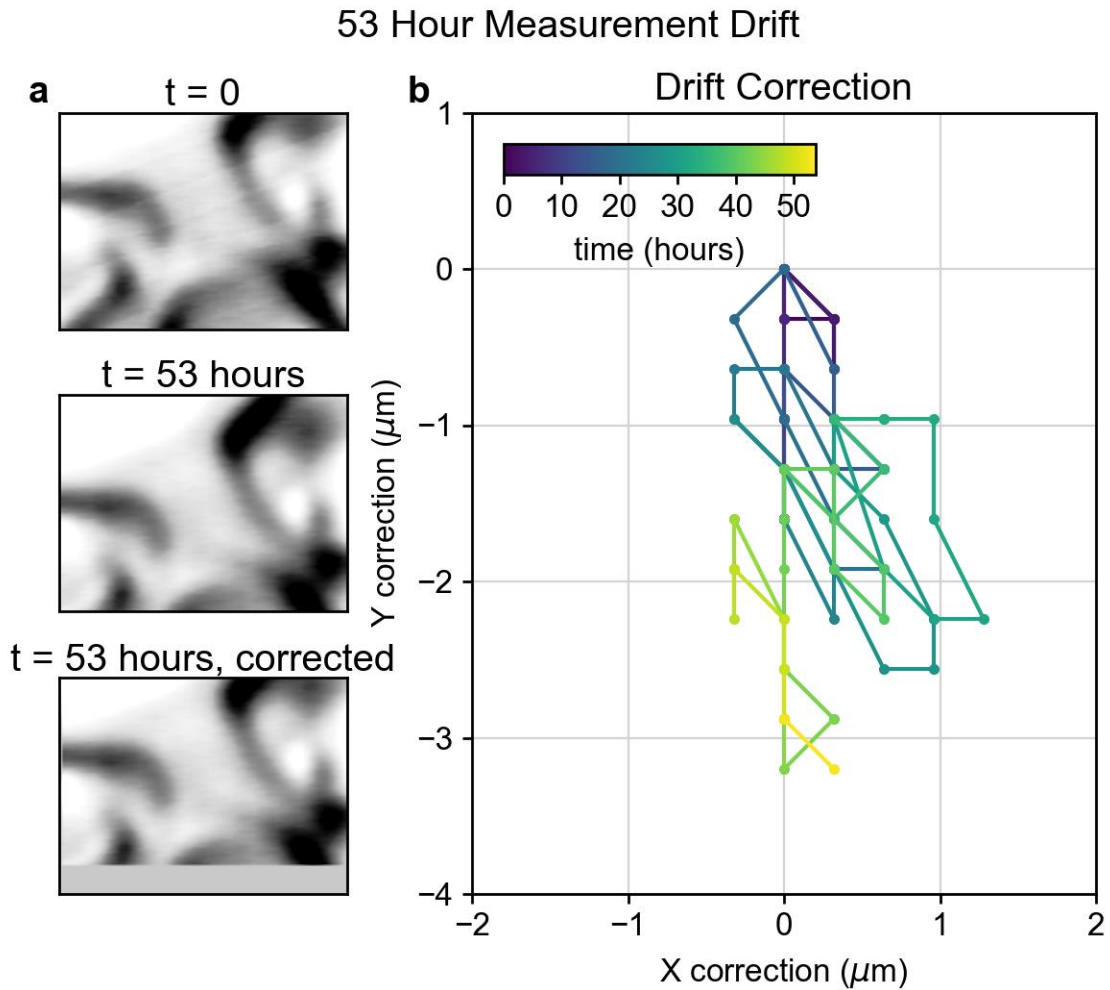 53 Hour Measurement Drift
a
t = 0
t = 53 hours
t = 53 hours, corrected
b
Drift Correction
1
0
−1
−2
−3
−4
Y correction (μm)
0 10 20 30 40 50
time (hours)
−2 −1 0 1 2
X correction (μm)